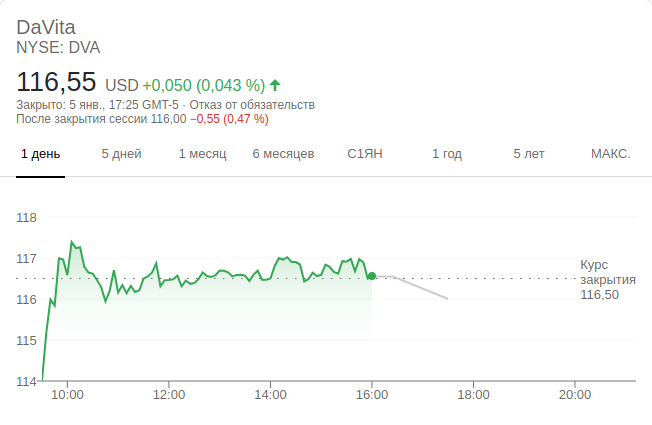 DaVita
NYSE: DVA
116,55 USD +0,050 (0,043 %)
Закрыто: 5 янв., 17:25 GMT-5 · Отказ от обязательств
После закрытия сессии 116,00 −0,55 (0,47 %)
1 день 5 дней 1 месяц 6 месяцев С1ЯН 1 год 5 лет МАКС.
118
117
116
115
114
Курс
закрытия
116,50
10:00 12:00 14:00 16:00 18:00 20:00